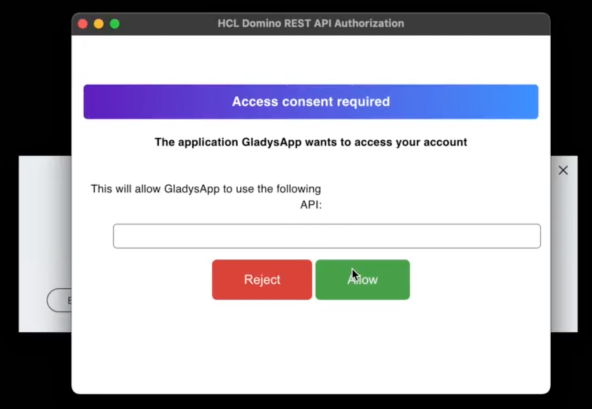 HCL Domino REST API Authorization
Access consent required
The application GladysApp wants to access your account
This will allow GladysApp to use the following
API:
Reject
Allow